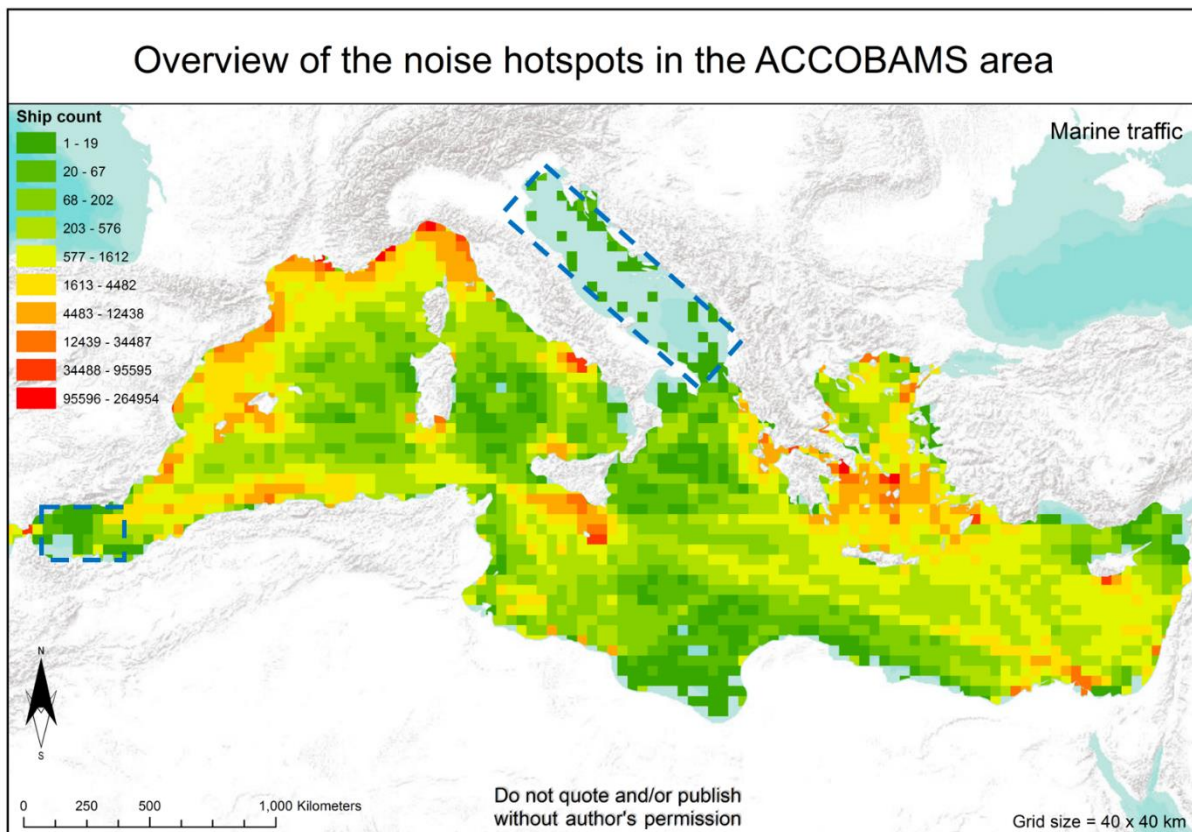 Overview of the noise hotspots in the ACCOBAMS area
Ship count
1 - 19
20 - 67
68 - 202
203 - 576
577 - 1612
1613 - 4482
4483 - 12438
12439 - 34487
34488 - 95595
95596 - 264954
Marine traffic
N
S
0 250 500 1,000 Kilometers
Do not quote and/or publish
without author's permission
Grid size = 40 x 40 km